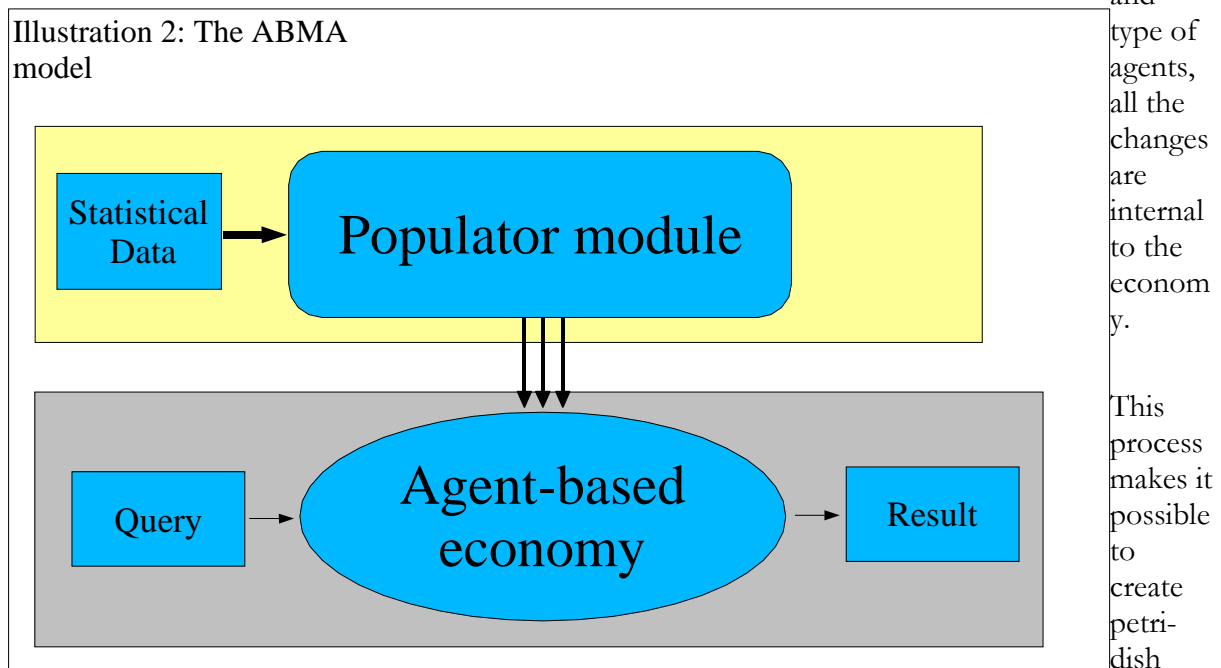 Illustration 2: The ABMA
model
Statistical
Data
Populator module
Query
Agent-based
economy
Result
and
type of
agents,
all the
changes
are
internal
to the
econom
y.
This
process
makes it
possible
to
create
petri-
dish